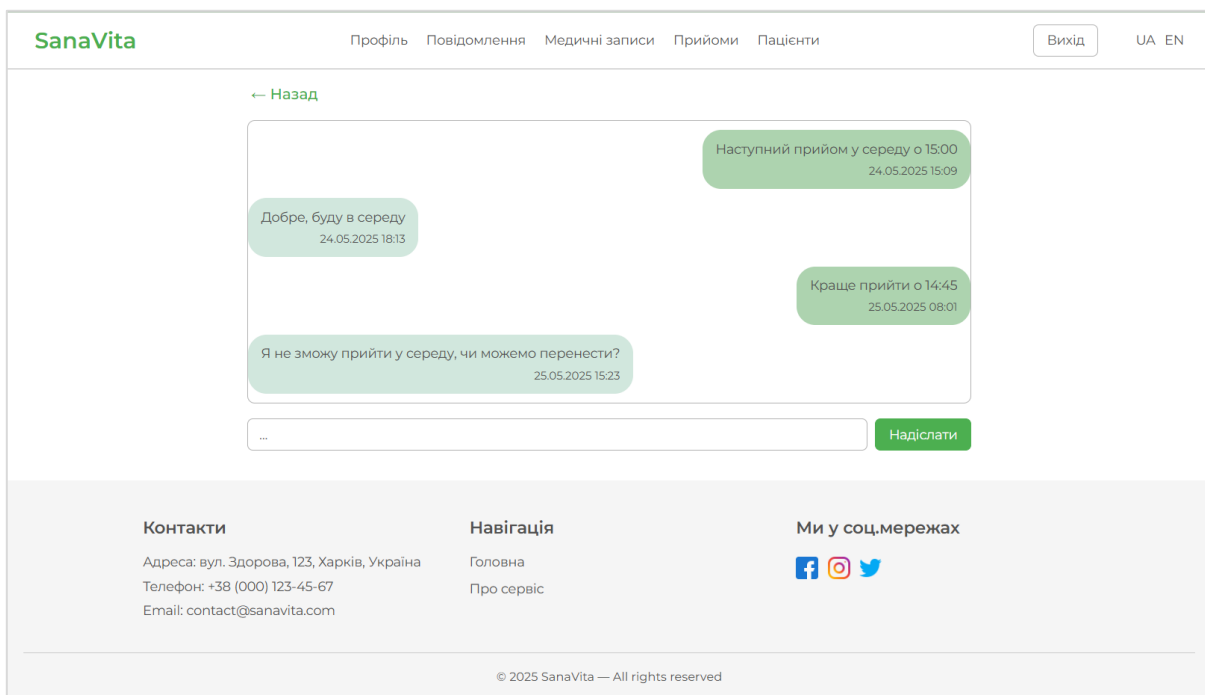 SanaVita
Профіль Повідомлення Медичні записи Прийоми Пацієнти
Вихід
UA EN
← Назад
Наступний прийом у середу о 15:00
24.05.2025 15:09
Добре, буду в середу
24.05.2025 18:13
Краще прийти о 14:45
25.05.2025 08:01
Я не зможу прийти у середу, чи можемо перенести?
25.05.2025 15:23
...
Надіслати
Контакти
Адреса: вул. Здорова, 123, Харків, Україна
Телефон: +38 (000) 123-45-67
Email: contact@sanavita.com
Навігація
Головна
Про сервіс
Ми у соц.мережах
© 2025 SanaVita — All rights reserved